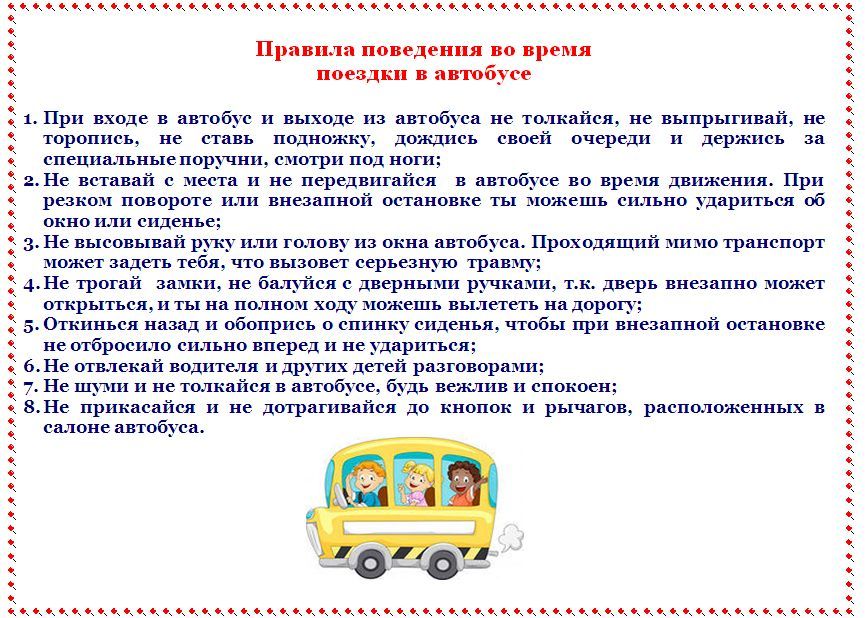 Правила поведения во время
поездки в автобусе
1. При входе в автобус и выходе из автобуса не толкайся, не выпрыгивай, не
торопись, не ставь подножку, дождись своей очереди и держись за
специальные поручни, смотри под ноги;
2. Не вставай с места и не передвигайся в автобусе во время движения. При
резком повороте или внезапной остановке ты можешь сильно удариться об
окно или сиденье;
3. Не высовывай руку или голову из окна автобуса. Проходящий мимо транспорт
может задеть тебя, что вызовет серьезную травму;
4. Не трогай замки, не балуйся с дверными ручками, т.к. дверь внезапно может
открыться, и ты на полном ходу можешь вылететь на дорогу;
5. Откинься назад и обопрись о спинку сиденья, чтобы при внезапной остановке
не отбросило сильно вперед и не удариться;
6. Не отвлекай водителя и других детей разговорами;
7. Не шуми и не толкайся в автобусе, будь вежлив и спокоен;
8. Не прикасайся и не дотрагивайся до кнопок и рычагов, расположенных в
салоне автобуса.